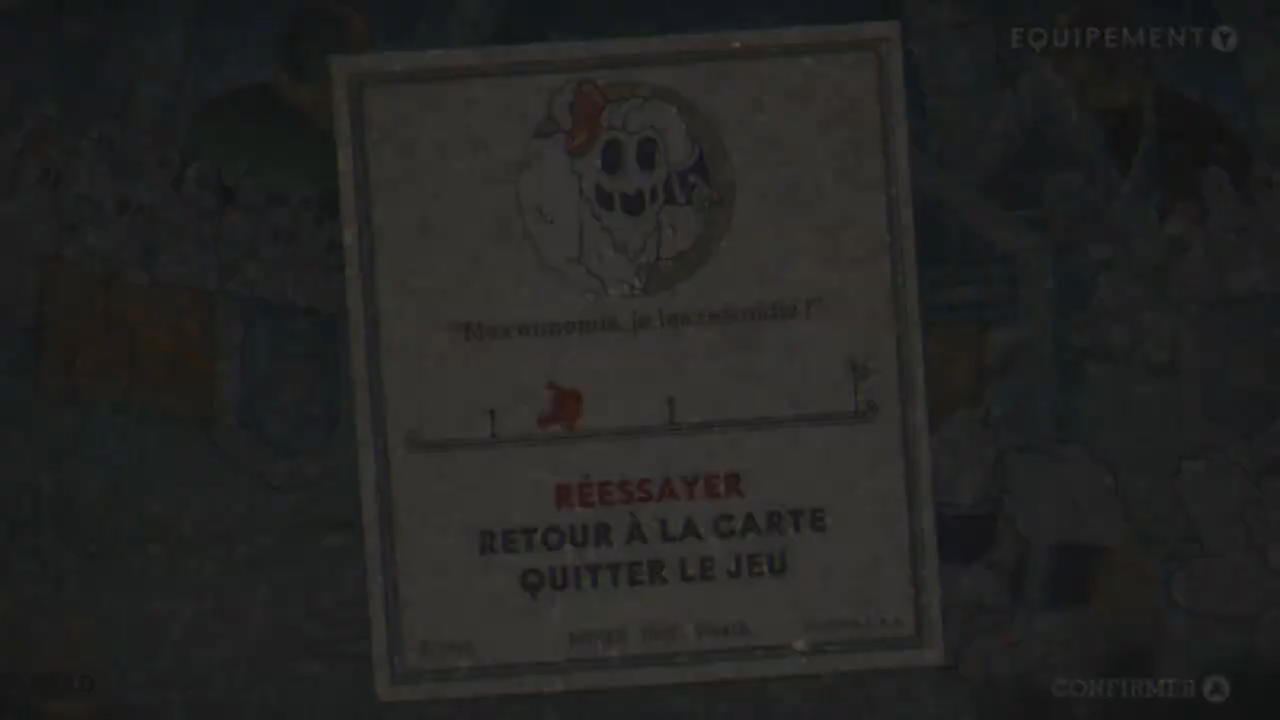 EQUIPEMENT Y
RÉESSAYER
RETOUR À LA CARTE
QUITTER LE JEU
CONFIRMER A